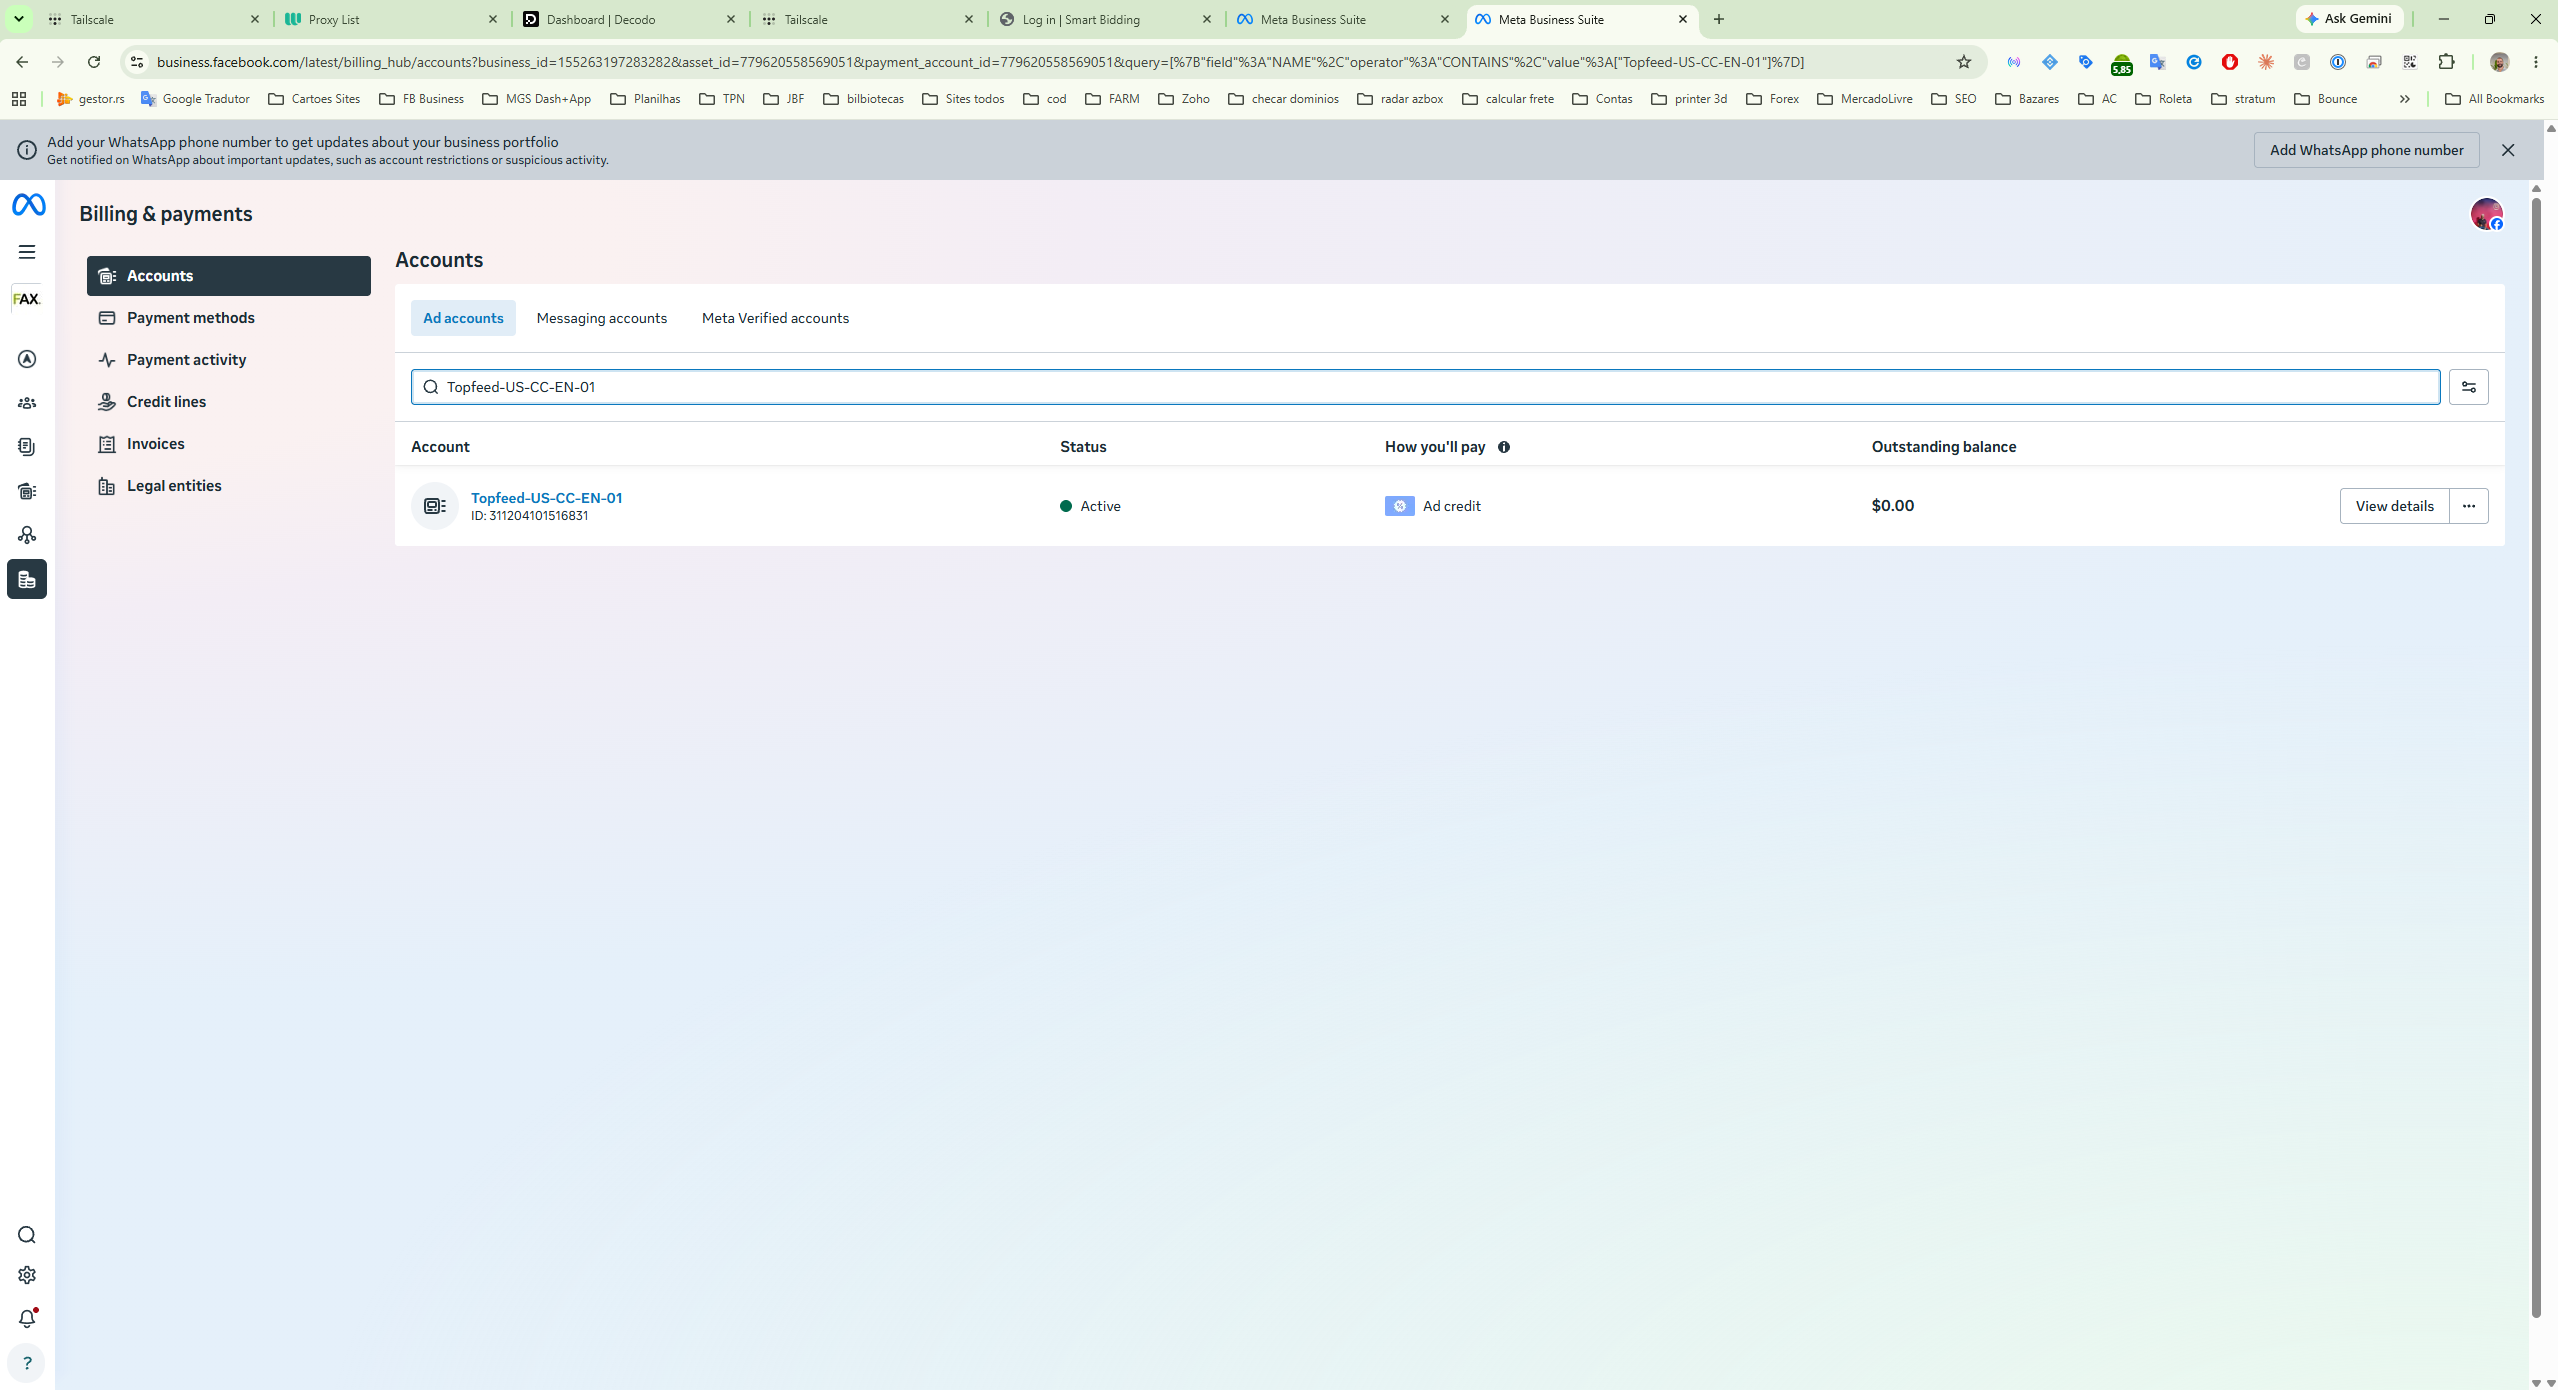 Tailscale
Proxy List
Dashboard | Decodo
Tailscale
Log in | Smart Bidding
Meta Business Suite
Meta Business Suite
Ask Gemini
business.facebook.com/latest/billing_hub/accounts?business_id=155263197283282&asset_id=779620558569051&payment_account_id=779620558569051&query=[%7B"field"%3A"NAME"%2C"operator"%3A"CONTAINS"%2C"value"%3A["Topfeed-US-CC-EN-01"]%7D]
5,85
gestor.rs
Google Tradutor
Cartoes Sites
FB Business
MGS Dash+App
Planilhas
TPN
JBF
bilbiotecas
Sites todos
cod
FARM
Zoho
checar dominios
radar azbox
calcular frete
Contas
printer 3d
Forex
MercadoLivre
SEO
Bazares
AC
Roleta
stratum
Bounce
All Bookmarks
Add your WhatsApp phone number to get updates about your business portfolio
Get notified on WhatsApp about important updates, such as account restrictions or suspicious activity.
Add WhatsApp phone number
FAX.
Billing & payments
Accounts
Payment methods
Payment activity
Credit lines
Invoices
Legal entities
Accounts
Ad accounts
Messaging accounts
Meta Verified accounts
Topfeed-US-CC-EN-01
Account
Status
How you'll pay
Outstanding balance
Topfeed-US-CC-EN-01
ID: 311204101516831
Active
Ad credit
$0.00
View details